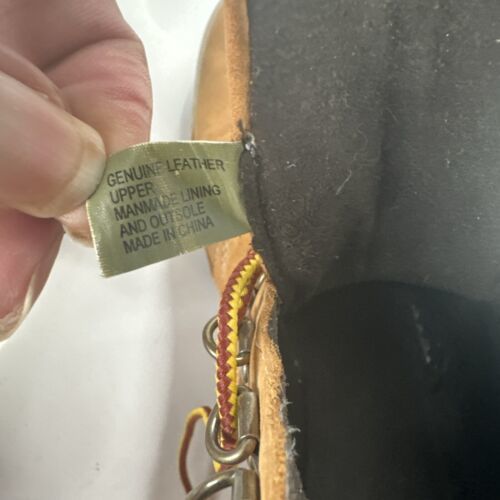 GENUINE LEATHER
UPPER
MANMADE LINING
AND OUTSOLE
MADE IN CHINA